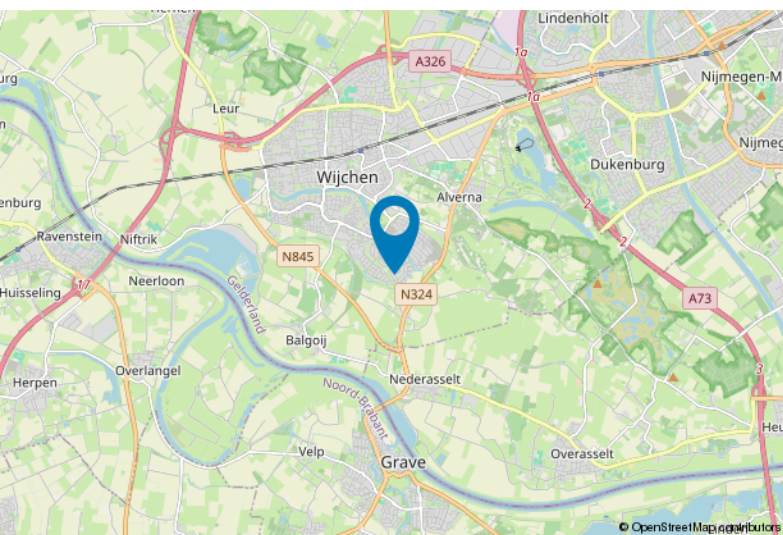 Lindenholt
1a
A326
Nijmegen-M
1a
Leur
Nijmeg
Dukenburg
Wijchen
Alverna
enburg
2
Ravenstein
Niftrik
2
N845
Neerloon
17
Gelderland
Huisseling
N324
A73
Balgoij
3
Overlangel
Nederasselt
Herpen
Noord-Brabant
Heu
Velp
Overasselt
Grave
© OpenStreetMap contributors